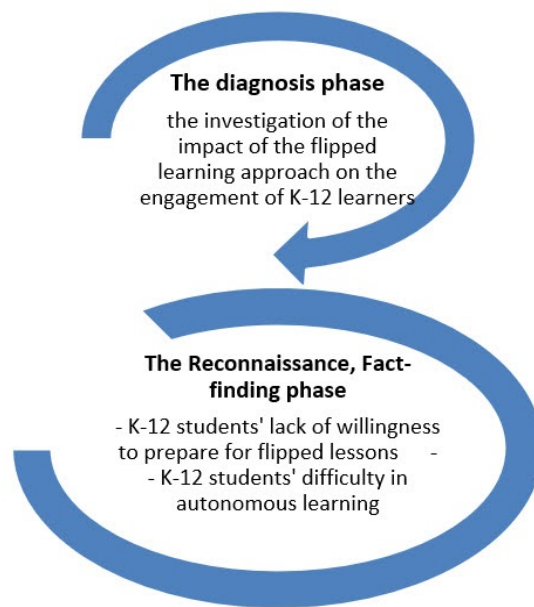 The diagnosis phase
the investigation of the
impact of the flipped
learning approach on the
engagement of K-12 learners
The Reconnaissance, Fact-
finding phase
- K-12 students' lack of willingness
to prepare for flipped lessons -
- K-12 students' difficulty in
autonomous learning